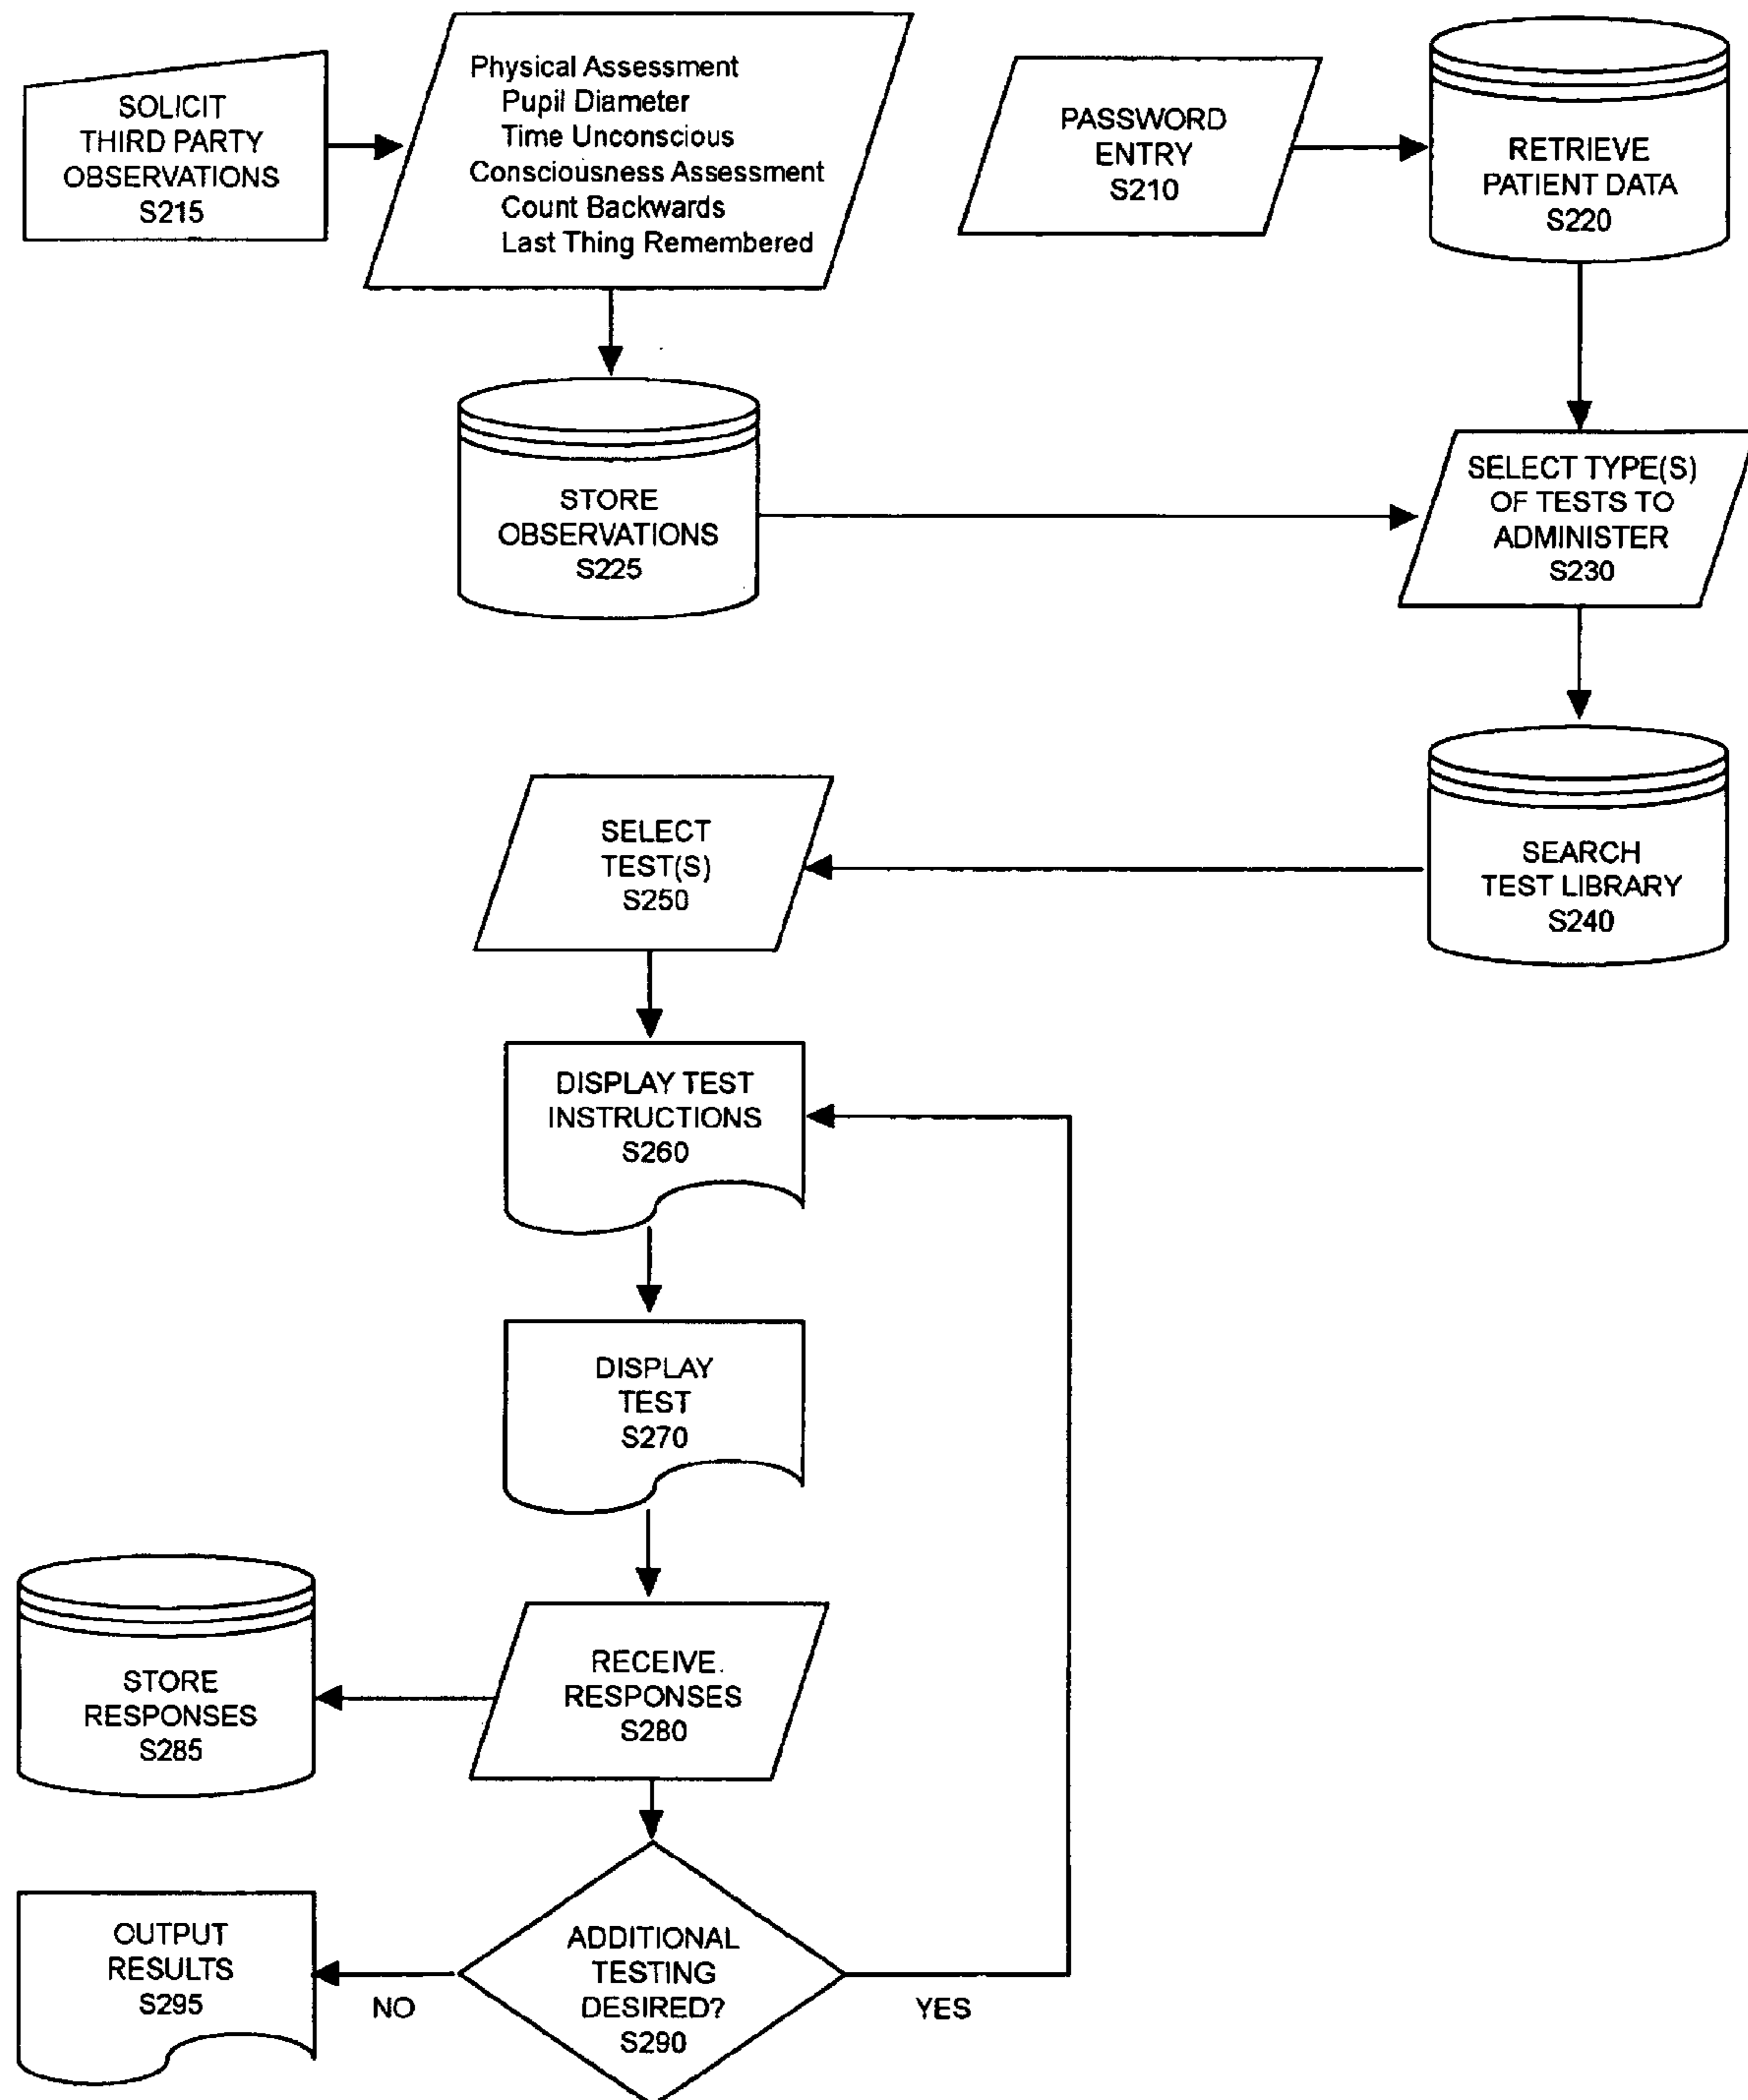 SOLICIT
THIRD PARTY
OBSERVATIONS
S215
Physical Assessment
Pupil Diameter
Time Unconscious
Consciousness Assessment
Count Backwards
Last Thing Remembered
PASSWORD
ENTRY
S210
RETRIEVE
PATIENT DATA
S220
STORE
OBSERVATIONS
S225
SELECT TYPE(S)
OF TESTS TO
ADMINISTER
S230
SELECT
TEST(S)
S250
SEARCH
TEST LIBRARY
S240
DISPLAY TEST
INSTRUCTIONS
S260
DISPLAY
TEST
S270
RECEIVE.
RESPONSES
S280
STORE
RESPONSES
S285
ADDITIONAL
TESTING
DESIRED?
S290
NO
YES
OUTPUT
RESULTS
S295